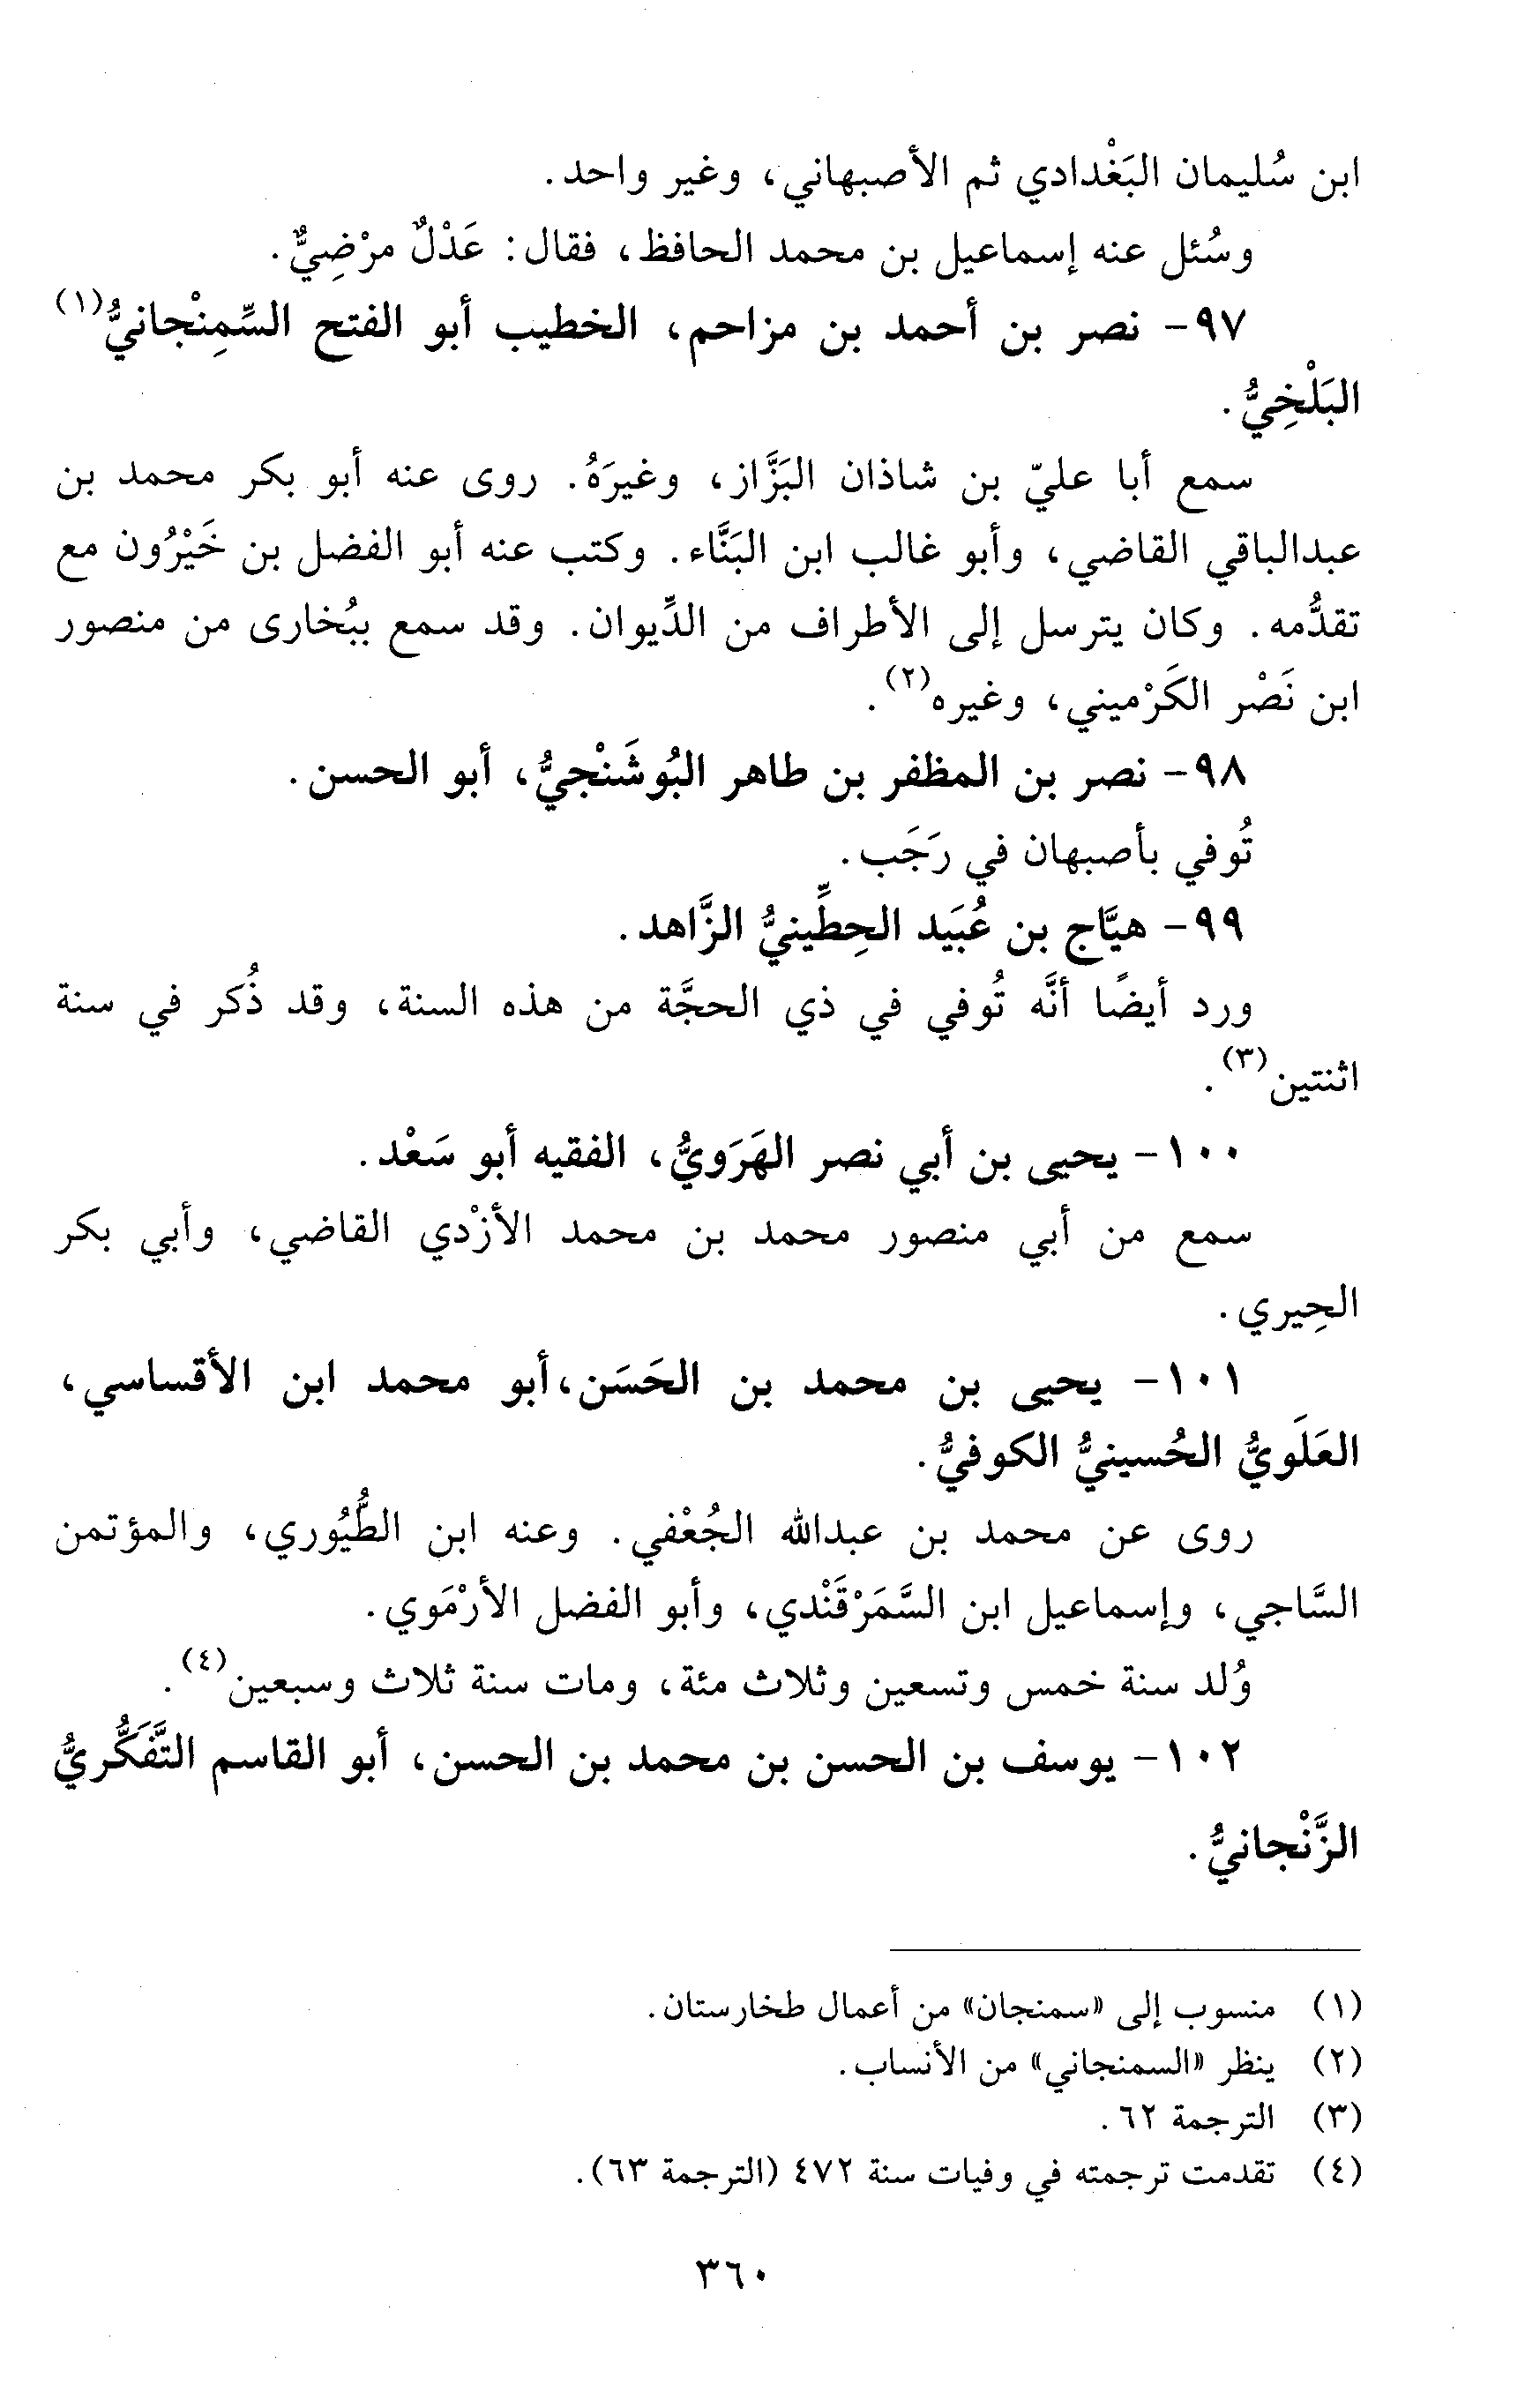 ابن سُليمان البَغْدادي ثم الأصبهاني، وغير واحد.
وسُئل عنه إسماعيل بن محمد الحافظ، فقال: عَدْلٌ مرْضِيٌّ.
٩٧- نصر بن أحمد بن مزاحم، الخطيب أبو الفتح السِّمِنْجانيُّ(١)
البَلْخِيُّ.
سمع أبا عليّ بن شاذان البَزَّاز، وغيرَهُ. روى عنه أبو بكر محمد بن
عبدالباقي القاضي، وأبو غالب ابن البَنَّاء. وكتب عنه أبو الفضل بن خَيْرُون مع
تقدُّمه. وكان يترسل إلى الأطراف من الدِّيوان. وقد سمع ببُخارى من منصور
ابن نَصْر الكَرْميني، وغيره(٢).
٩٨- نصر بن المظفر بن طاهر البُوشَنْجيُّ، أبو الحسن.
تُوفي بأصبهان في رَجَب.
٩٩- هيَّاج بن عُبَيد الحِطِّينيُّ الزَّاهد.
ورد أيضًا أنَّه تُوفي في ذي الحجَّة من هذه السنة، وقد ذُكر في سنة
اثنتين(٣).
١٠٠- يحيى بن أبي نصر الهَرَويُّ، الفقيه أبو سَعْد.
سمع من أبي منصور محمد بن محمد الأزْدي القاضي، وأبي بكر
الحِيري.
١٠١- يحيى بن محمد بن الحَسَن، أبو محمد ابن الأقساسي،
العَلَويُّ الحُسينيُّ الكوفيُّ.
روى عن محمد بن عبدالله الجُعْفي. وعنه ابن الطُّيُوري، والمؤتمن
السَّاجي، وإسماعيل ابن السَّمَرْقَنْدي، وأبو الفضل الأرْمَوي.
وُلد سنة خمس وتسعين وثلاث مئة، ومات سنة ثلاث وسبعين(٤).
١٠٢- يوسف بن الحسن بن محمد بن الحسن، أبو القاسم التَّفَكُّريُّ
الزَّنْجانيُّ.
(١) منسوب إلى «سمنجان» من أعمال طخارستان.
(٢) ينظر «السمنجاني» من الأنساب.
(٣) الترجمة ٦٢.
(٤) تقدمت ترجمته في وفيات سنة ٤٧٢ (الترجمة ٦٣).
٣٦٠